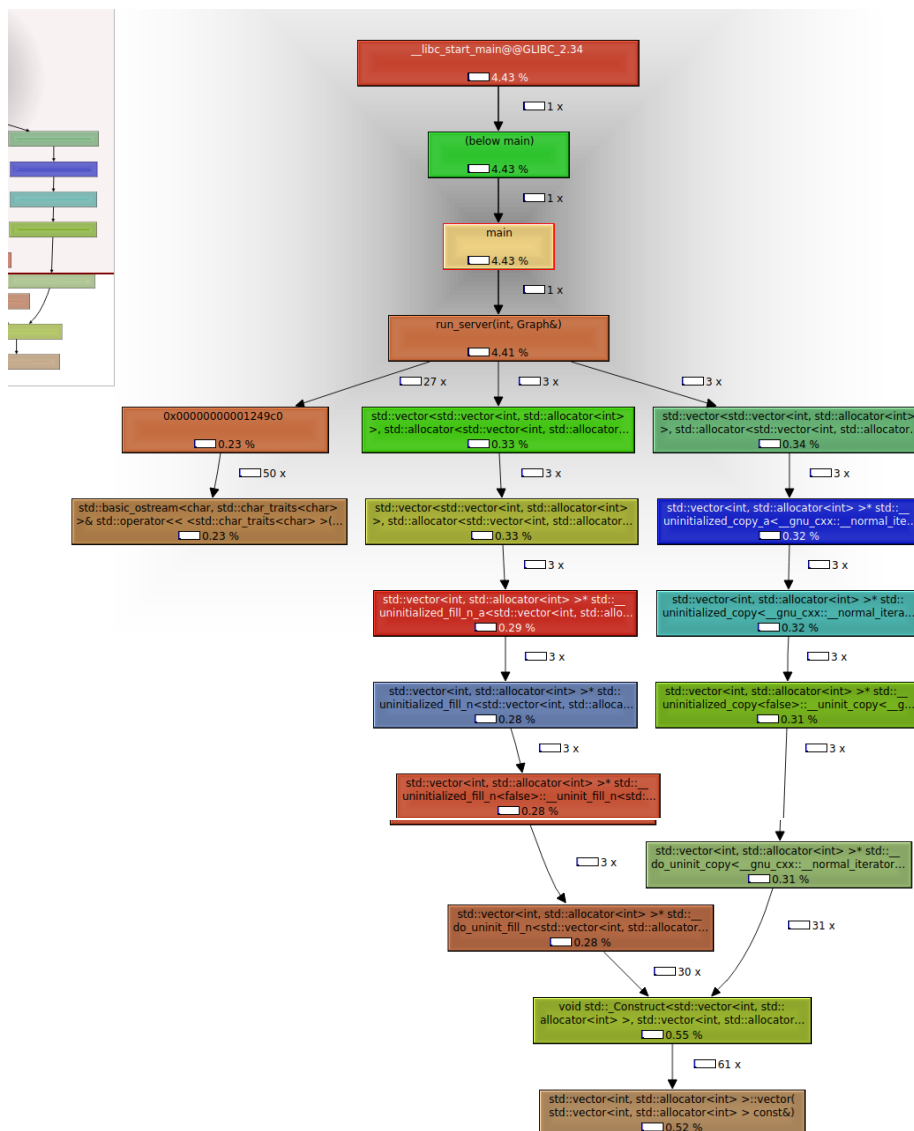 __libc_start_main@@GLIBC_2.34
4.43 %
1 x
(below main)
4.43 %
1 x
main
4.43 %
1 x
run_server(int, Graph&)
4.41 %
27 x
3 x
3 x
0x00000000001249c0
0.23 %
std::vector<std::vector<int, std::allocator<int>
>, std::allocator<std::vector<int, std::allocator...
0.33 %
std::vector<std::vector<int, std::allocator<int>
>, std::allocator<std::vector<int, std::allocator...
0.34 %
50 x
3 x
3 x
std::basic_ostream<char, std::char_traits<char>
>& std::operator<< <std::char_traits<char> >(...
0.23 %
std::vector<std::vector<int, std::allocator<int>
>, std::allocator<std::vector<int, std::allocator...
0.33 %
std::vector<int, std::allocator<int> >* std::__
uninitialized_copy_a<__gnu_cxx::__normal_ite...
0.32 %
3 x
3 x
std::vector<int, std::allocator<int> >* std::__
uninitialized_fill_n_a<std::vector<int, std::allo...
0.29 %
std::vector<int, std::allocator<int> >* std::
uninitialized_copy<__gnu_cxx::__normal_itera...
0.32 %
3 x
3 x
std::vector<int, std::allocator<int> >* std::
uninitialized_fill_n<std::vector<int, std::alloca...
0.28 %
std::vector<int, std::allocator<int> >* std::__
uninitialized_copy<false>::__uninit_copy<__g...
0.31 %
3 x
3 x
std::vector<int, std::allocator<int> >* std::__
uninitialized_fill_n<false>::__uninit_fill_n<std:...
0.28 %
std::vector<int, std::allocator<int> >* std::__
do_uninit_copy<__gnu_cxx::__normal_iterator...
0.31 %
3 x
std::vector<int, std::allocator<int> >* std::__
do_uninit_fill_n<std::vector<int, std::allocator...
0.28 %
31 x
30 x
void std::_Construct<std::vector<int, std::
allocator<int> >, std::vector<int, std::allocator...
0.55 %
61 x
std::vector<int, std::allocator<int> >::vector(
std::vector<int, std::allocator<int> > const&)
0.52 %